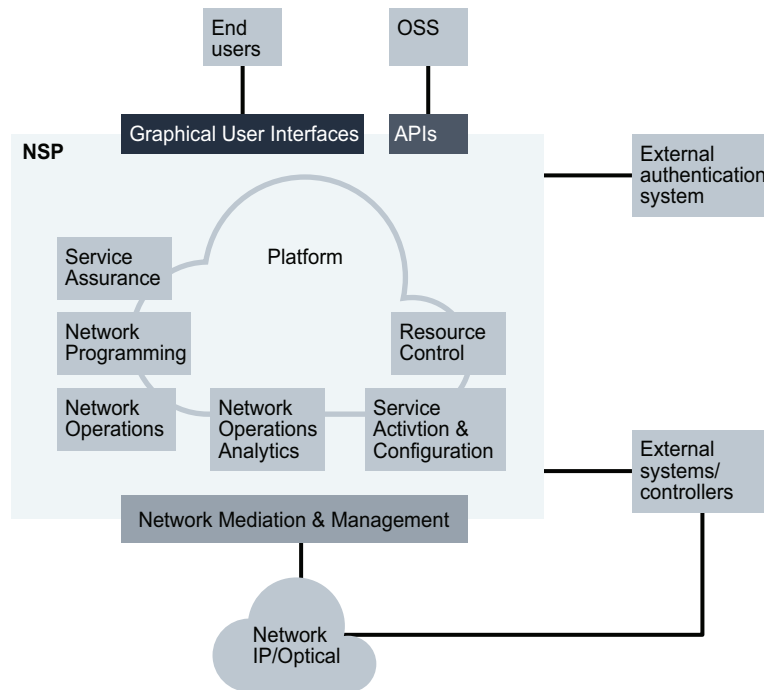 End
users
OSS
Graphical User Interfaces
APIs
NSP
External
authentication
system
Platform
Service
Assurance
Network
Programming
Resource
Control
Network
Operations
Network
Operations
Analytics
Service
Activtion &
Configuration
External
systems/
controllers
Network Mediation & Management
Network
IP/Optical